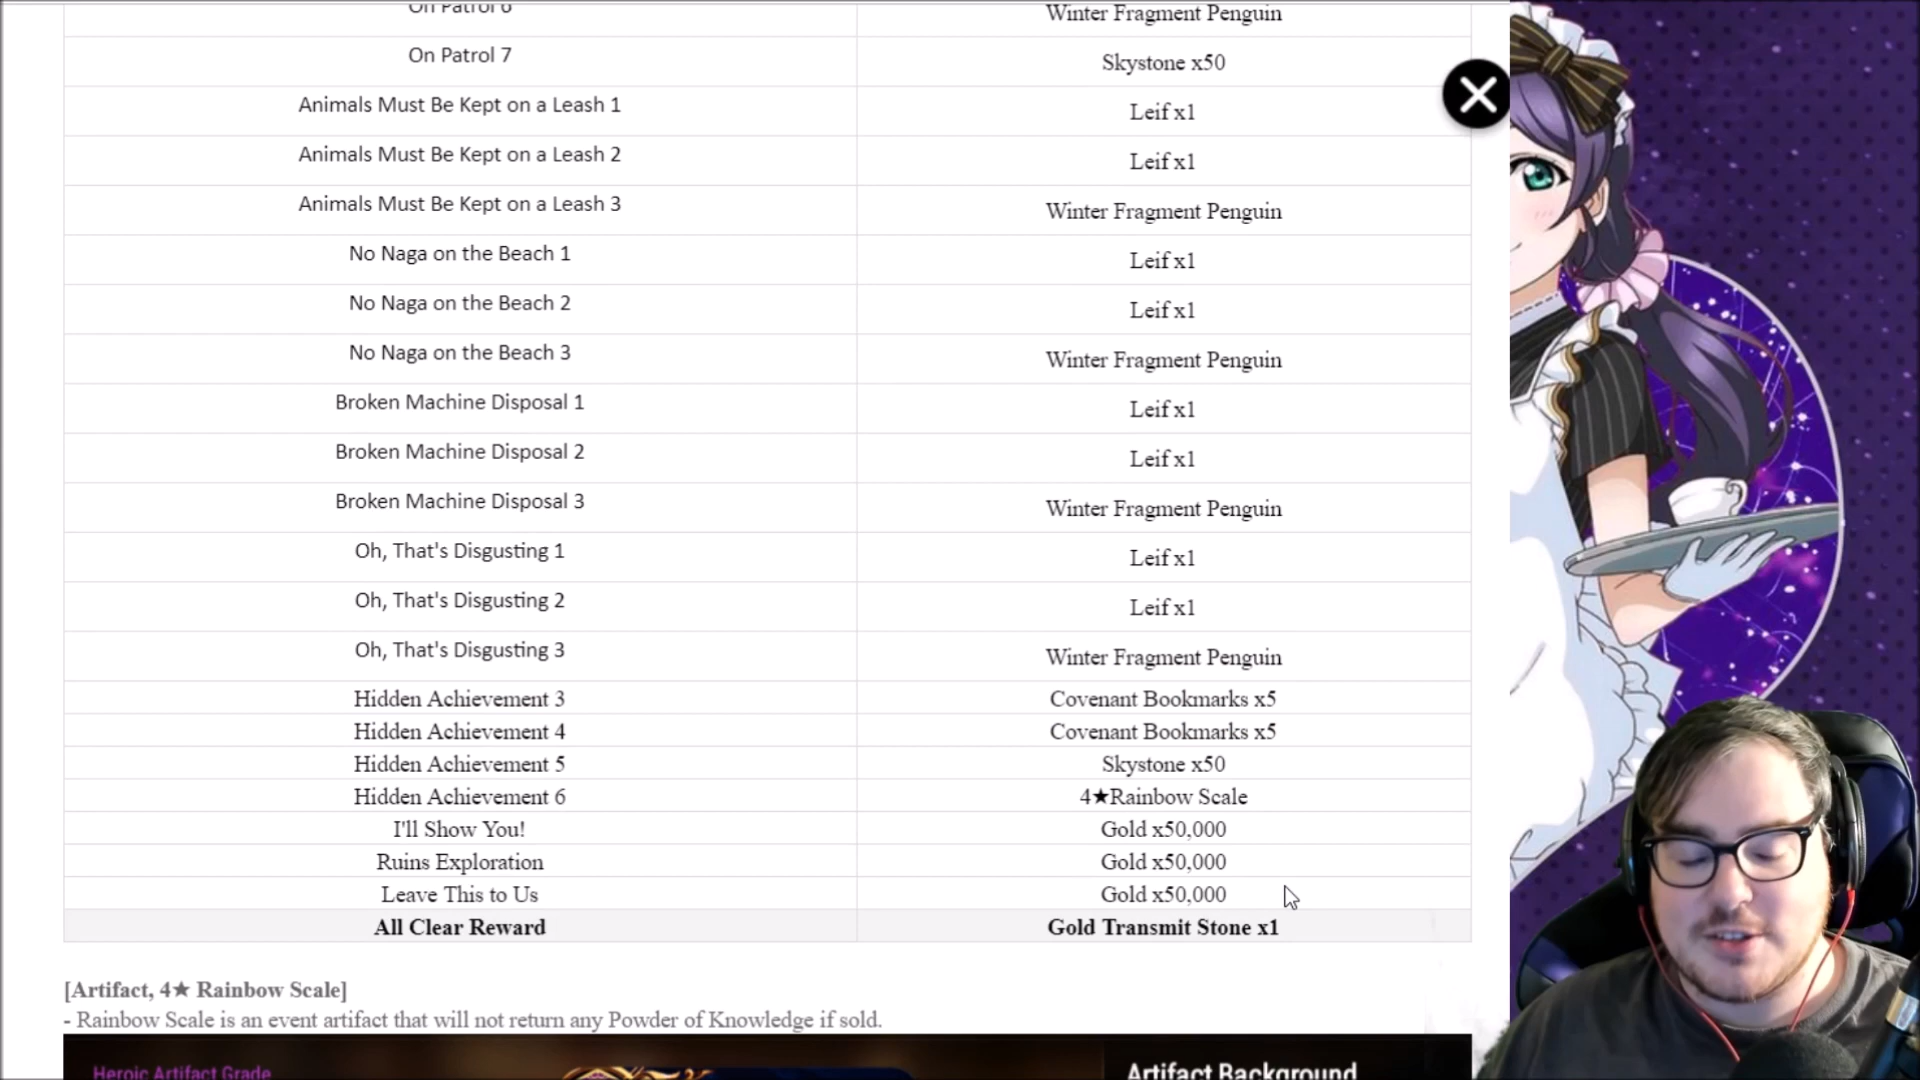 On Patrol 6 Winter Fragment Penguin
On Patrol 7 Skystone x50
Animals Must Be Kept on a Leash 1 Leif x1
Animals Must Be Kept on a Leash 2 Leif x1
Animals Must Be Kept on a Leash 3 Winter Fragment Penguin
No Naga on the Beach 1 Leif x1
No Naga on the Beach 2 Leif x1
No Naga on the Beach 3 Winter Fragment Penguin
Broken Machine Disposal 1 Leif x1
Broken Machine Disposal 2 Leif x1
Broken Machine Disposal 3 Winter Fragment Penguin
Oh, That's Disgusting 1 Leif x1
Oh, That's Disgusting 2 Leif x1
Oh, That's Disgusting 3 Winter Fragment Penguin
Hidden Achievement 3 Covenant Bookmarks x5
Hidden Achievement 4 Covenant Bookmarks x5
Hidden Achievement 5 Skystone x50
Hidden Achievement 6 4★Rainbow Scale
I'll Show You! Gold x50,000
Ruins Exploration Gold x50,000
Leave This to Us Gold x50,000
All Clear Reward Gold Transmit Stone x1
[Artifact, 4★ Rainbow Scale]
- Rainbow Scale is an event artifact that will not return any Powder of Knowledge if sold.
Heroic Artifact Grade Artifact Background